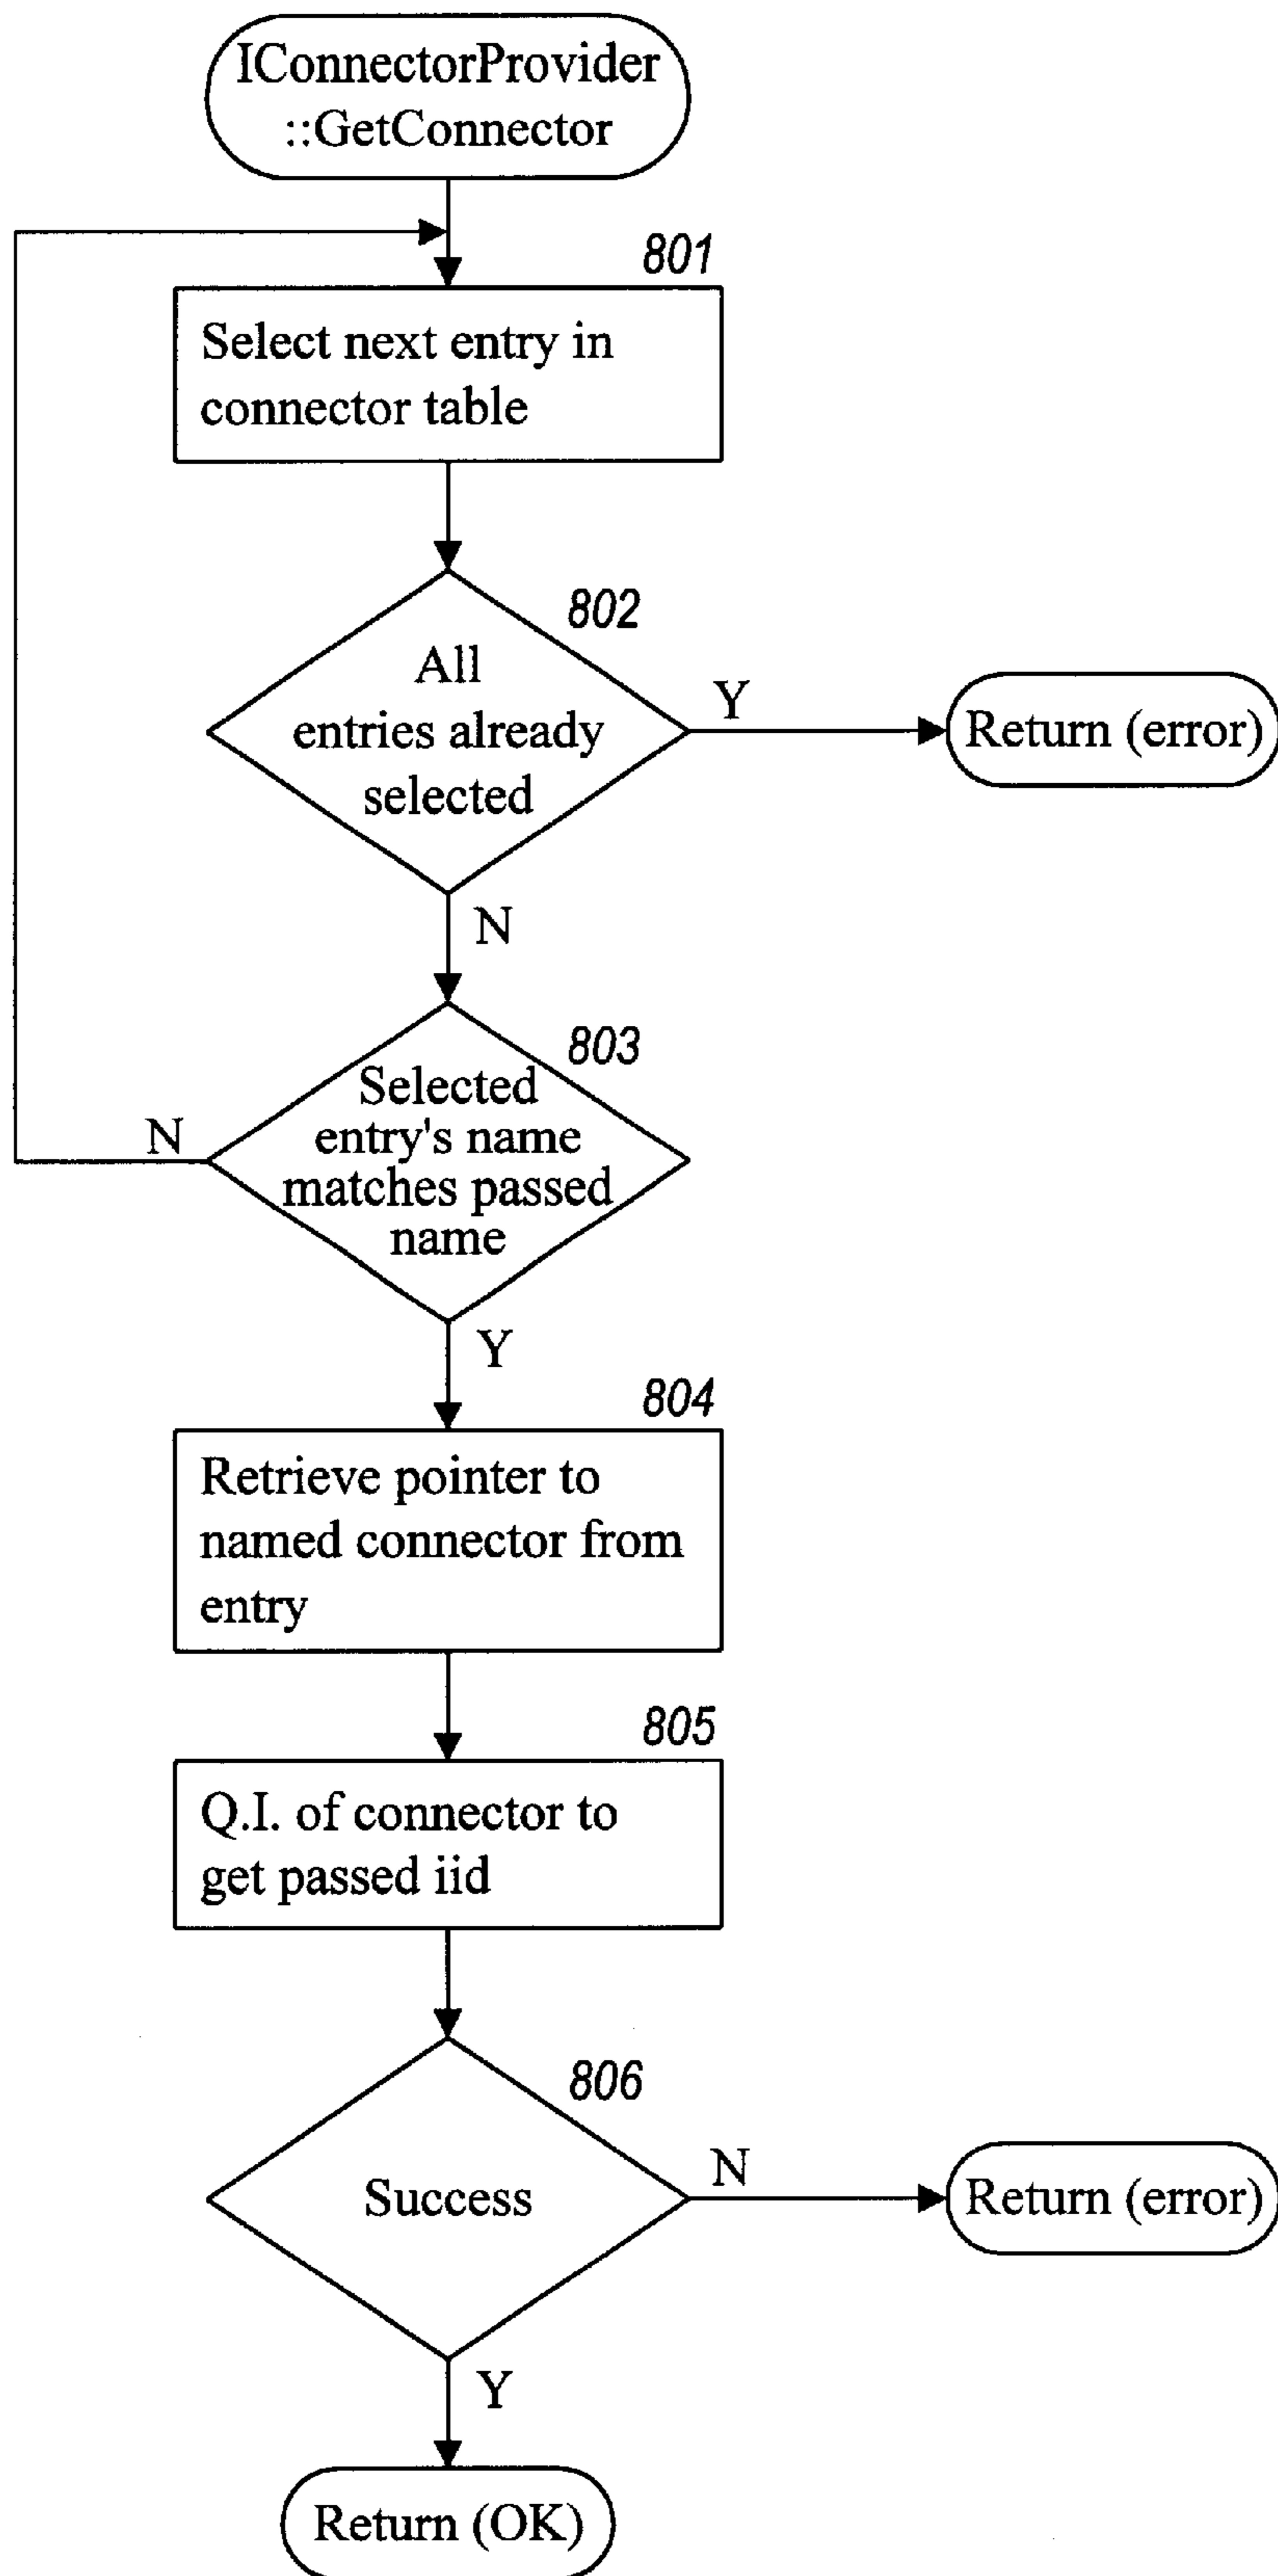 IConnectorProvider
::GetConnector
801
Select next entry in
connector table
802
All
entries already
selected
Y
Return (error)
N
803
Selected
entry's name
matches passed
name
N
Y
804
Retrieve pointer to
named connector from
entry
805
Q.I. of connector to
get passed iid
806
Success
N
Return (error)
Y
Return (OK)